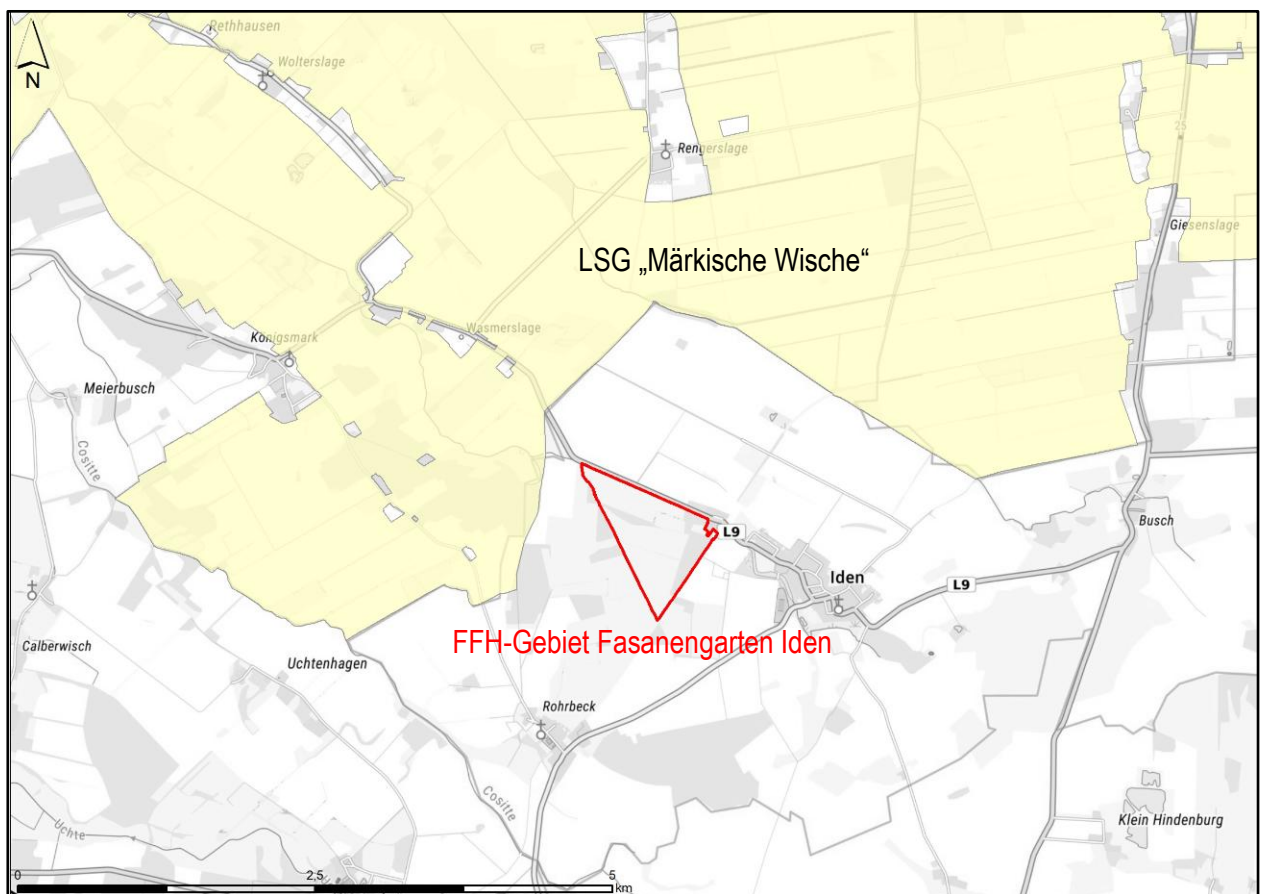 Rethhausen
N
Wolterslage
Rengerslage
Giesenslage
LSG „Märkische Wische“
Wasmerslage
Königsmark
Meierbusch
Cositte
L9
Busch
Iden
L9
Calberwisch
FFH-Gebiet Fasanengarten Iden
Uchtenhagen
Rohrbeck
Cositte
Klein Hindenburg
Uchte
0
2,5
5
km